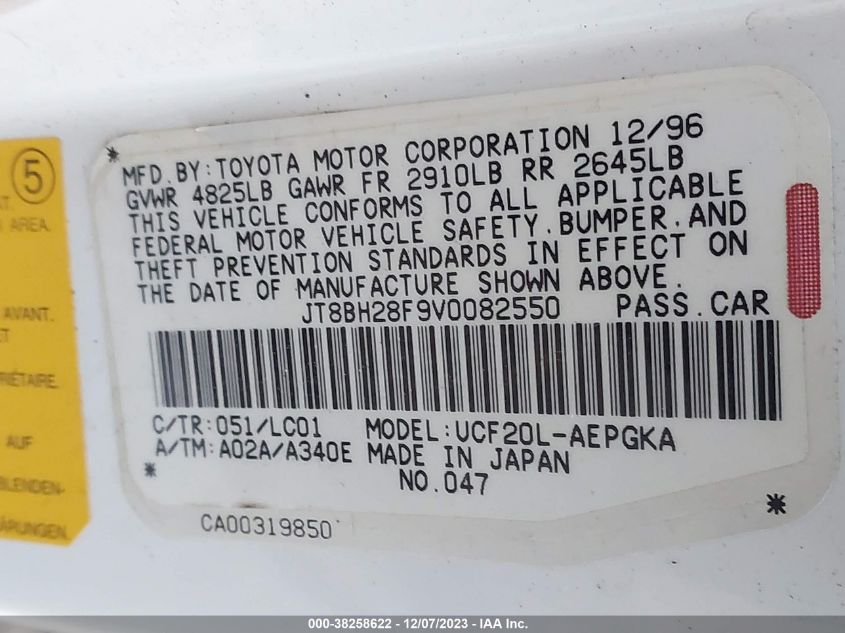 5
AT.
AREA.
AVANT.
ET
PRIÉTAIRE.
AUF
BLENDEN-
* MFD.BY:TOYOTA MOTOR CORPORATION 12/96
GVWR 4825LB GAWR FR 2910LB RR 2645LB
THIS VEHICLE CONFORMS TO ALL APPLICABLE
FEDERAL MOTOR VEHICLE SAFETY.BUMPER.AND
THEFT PREVENTION STANDARDS IN EFFECT ON
THE DATE OF MANUFACTURE SHOWN ABOVE.
JT8BH28F9V0082550 PASS.CAR
C/TR:051/LC01 MODEL:UCF20L-AEPGKA
A/TM:A02A/A340E MADE IN JAPAN
* NO.047 *
CA00319850
000-38258622 - 12/07/2023 - IAA Inc.